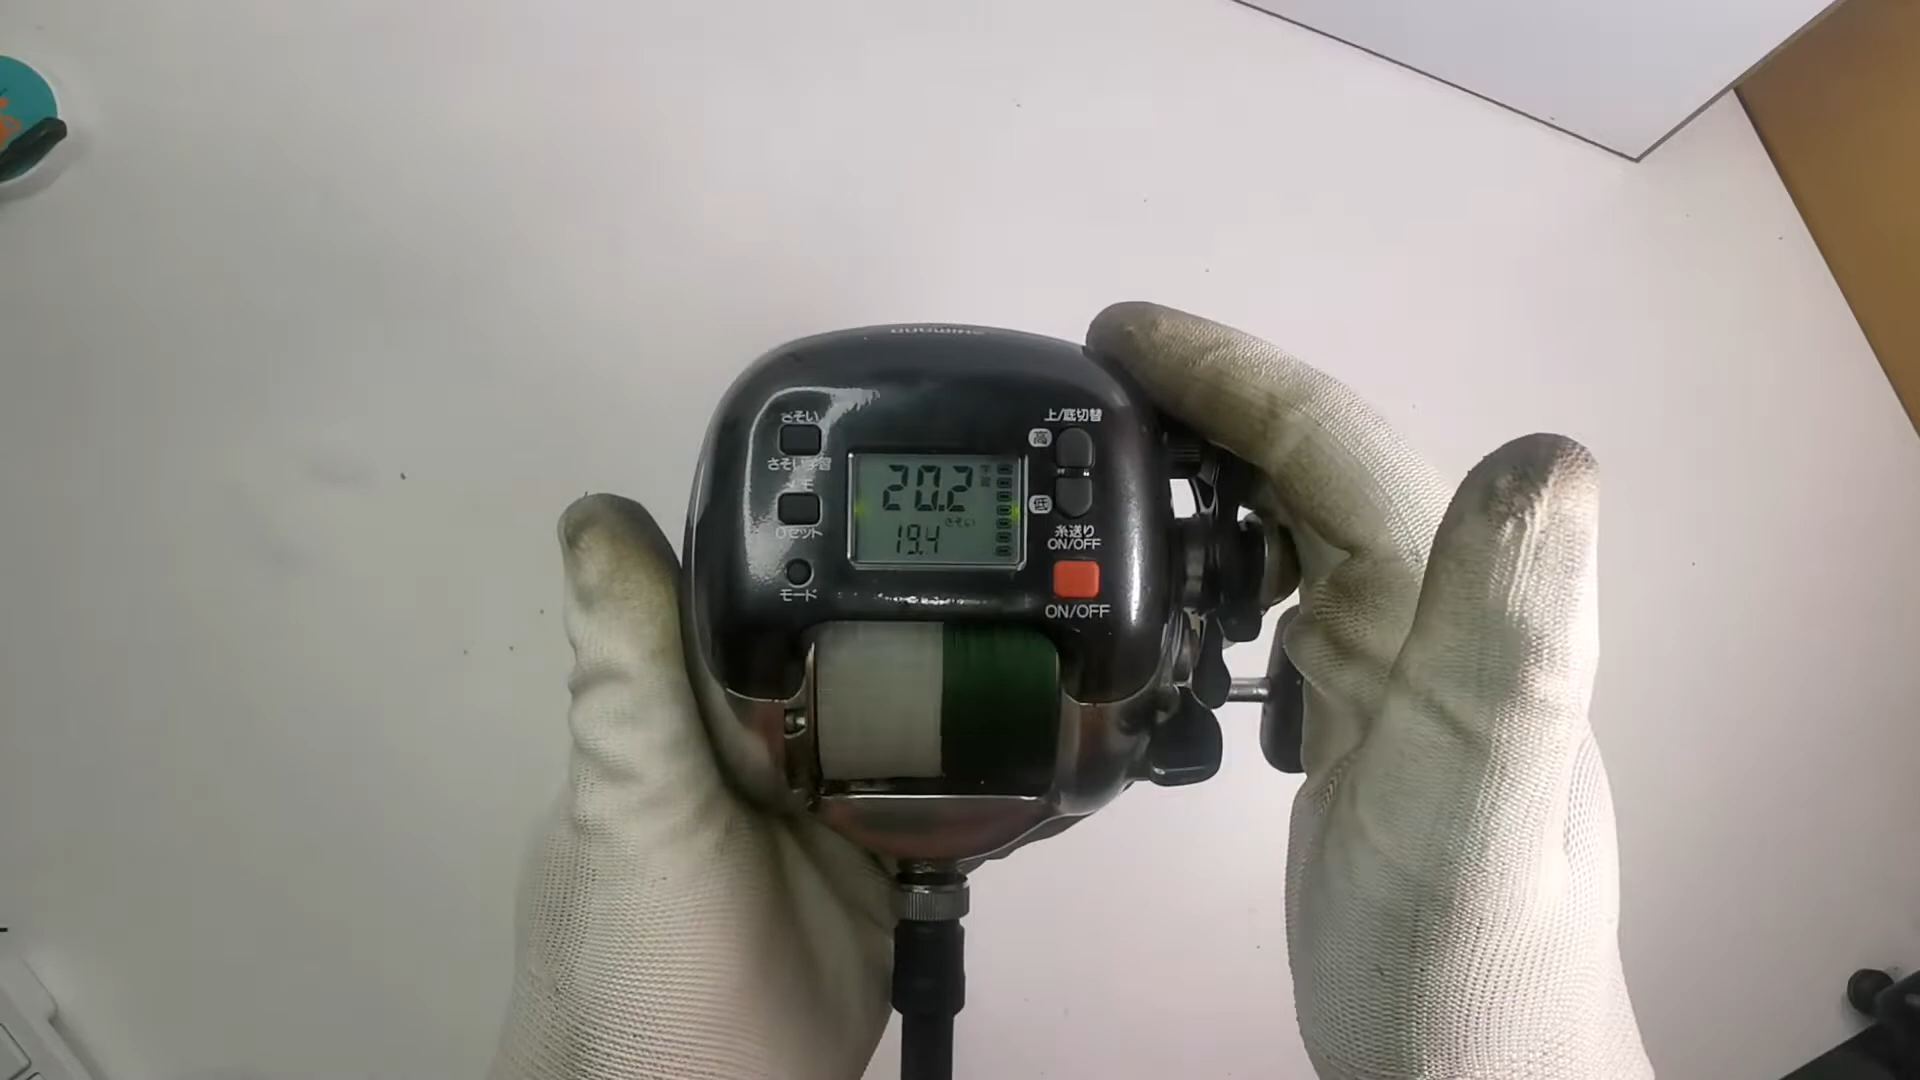 SHIMANO
さそい
さそい学習
メモ
0セット
モード
20.2
さそい
19.4
上/底切替
高
低
糸送り
ON/OFF
ON/OFF